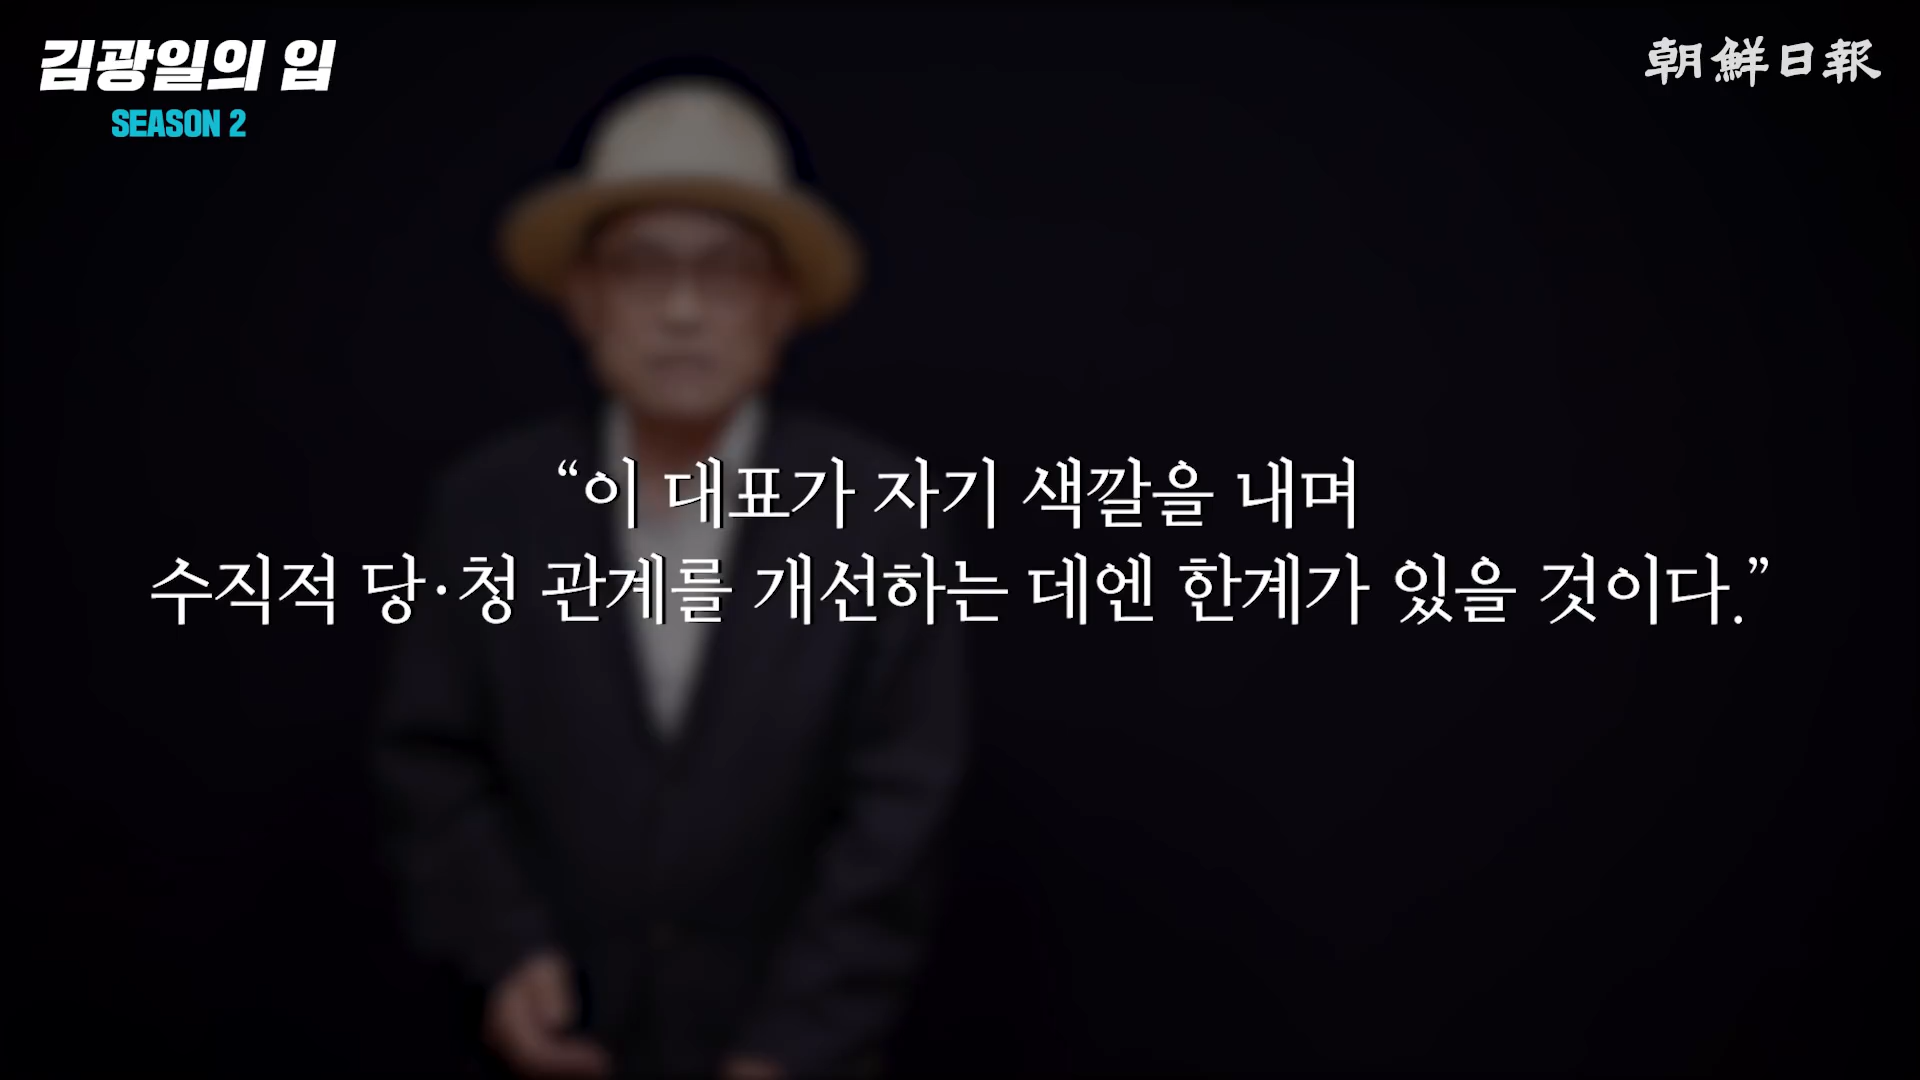 김광일의 입
SEASON 2
朝鮮日報
“이 대표가 자기 색깔을 내며
수직적 당·청 관계를 개선하는 데엔 한계가 있을 것이다.”